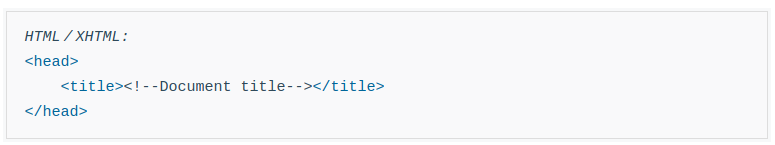 HTML / XHTML:
<head>
    <title><!--Document title--></title>
</head>